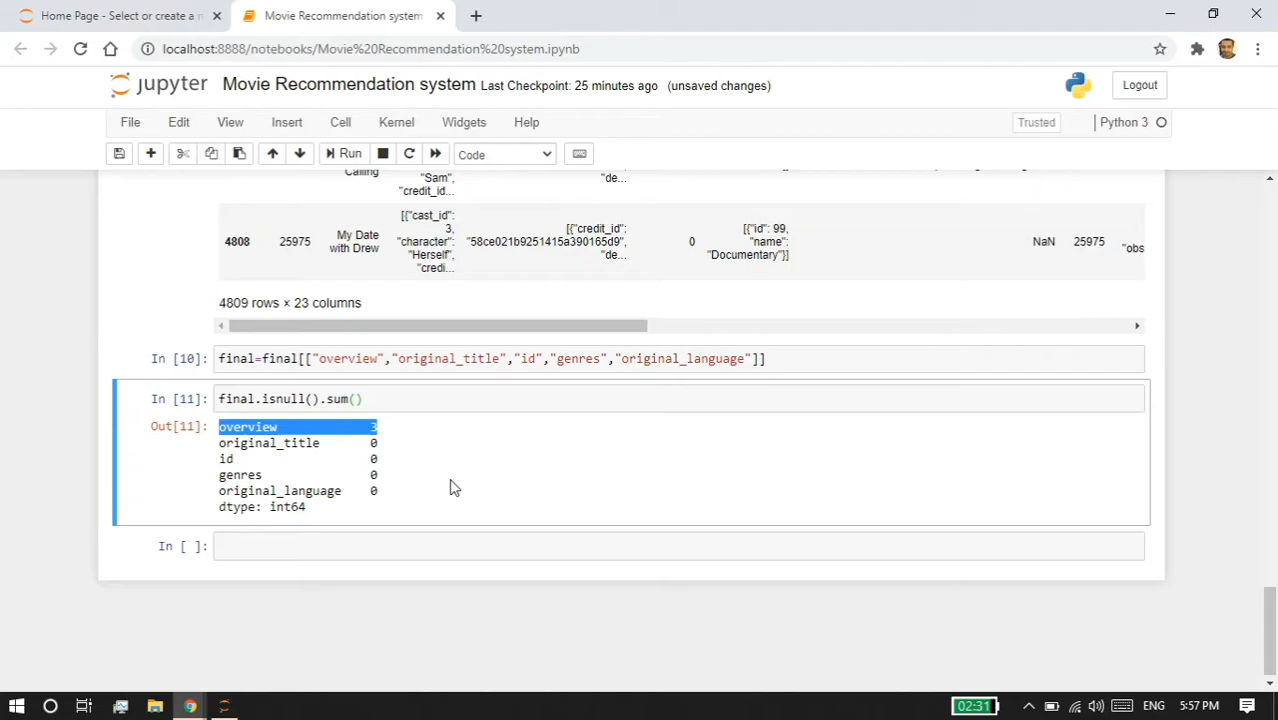 Home Page - Select or create a n
Movie Recommendation system
localhost:8888/notebooks/Movie%20Recommendation%20system.ipynb
jupyter Movie Recommendation system Last Checkpoint: 25 minutes ago (unsaved changes)
Logout
File Edit View Insert Cell Kernel Widgets Help
Trusted
Python 3
Run
Code
Calling
"Sam",
"credit_id...
"de...
[{"cast_id":
3,
"character":
"Herself",
"credi...
4808 25975
My Date
with Drew
[{"credit_id":
"58ce021b9251415a390165d9",
"de...
0
[{"id": 99,
"name":
"Documentary"}]
NaN 25975
"obs
4809 rows × 23 columns
In [10]: final=final[["overview","original_title","id","genres","original_language"]]
In [11]: final.isnull().sum()
Out[11]: overview 3
original_title 0
id 0
genres 0
original_language 0
dtype: int64
In [ ]:
02:31
ENG
5:57 PM